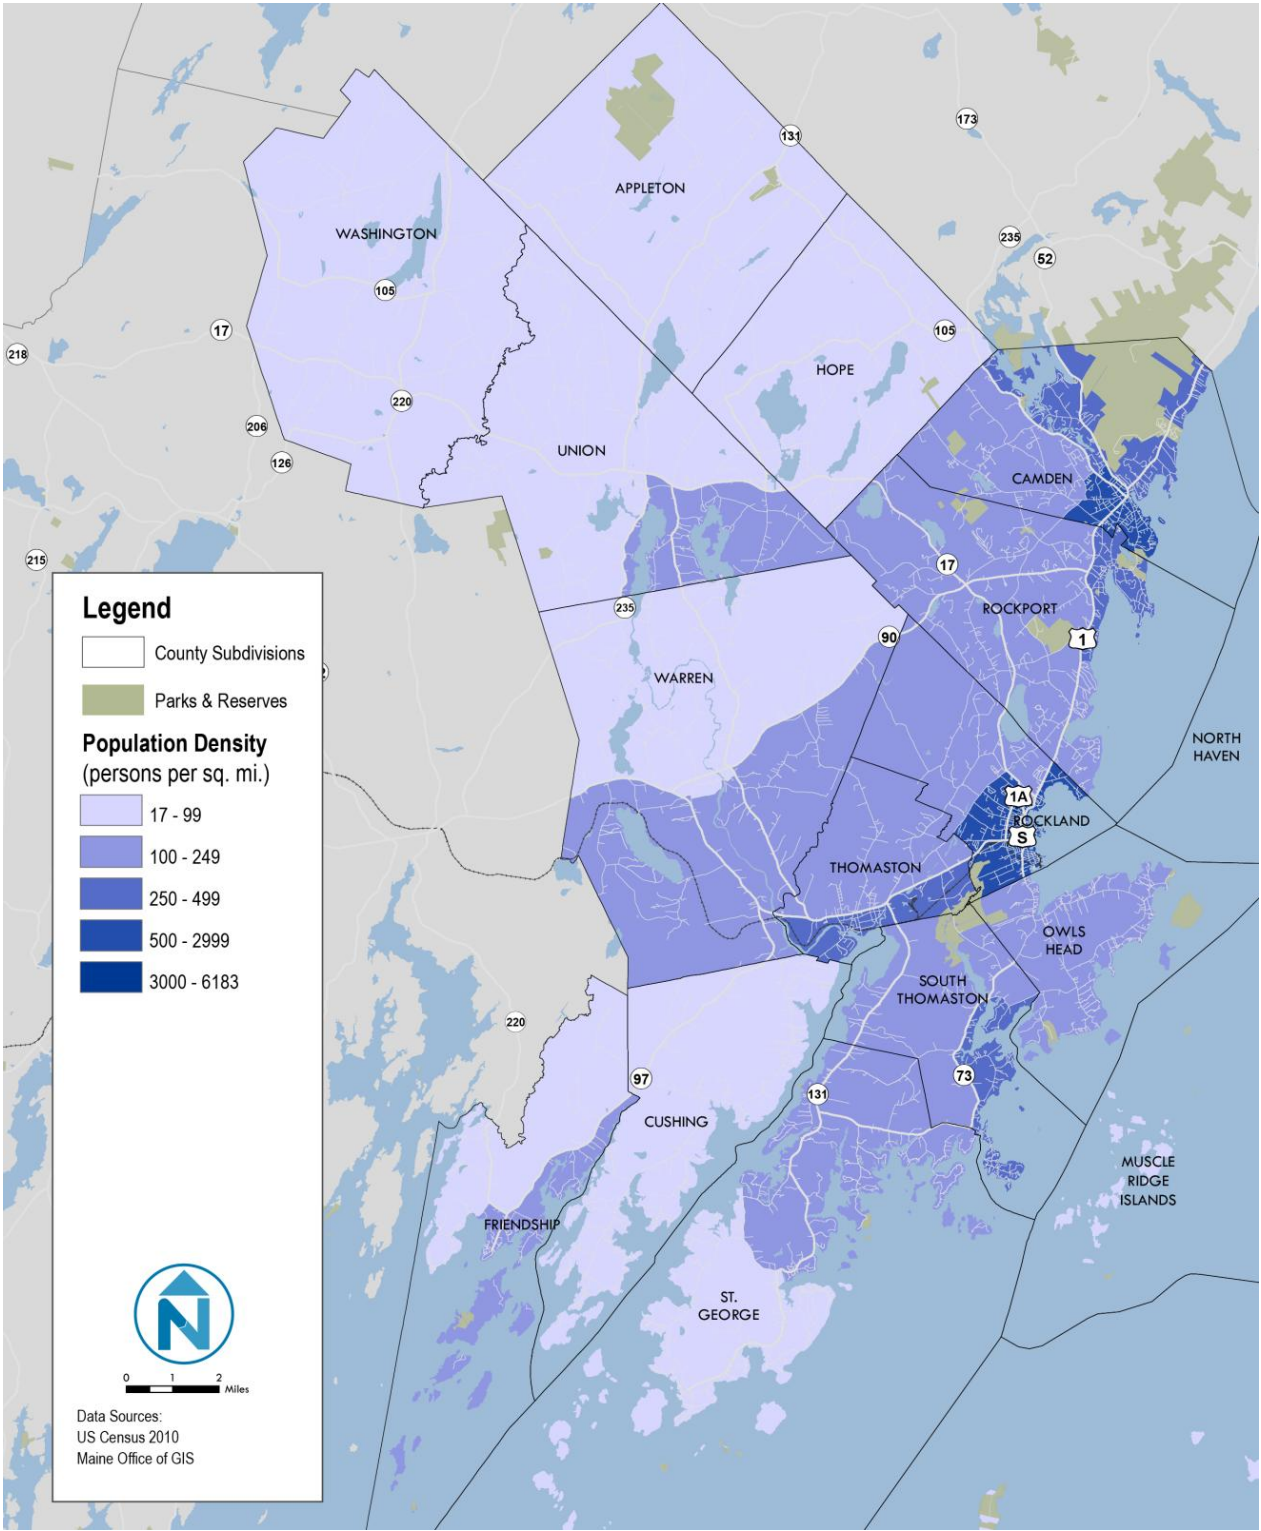 131
173
APPLETON
WASHINGTON
235
52
105
17
105
218
HOPE
220
206
UNION
126
CAMDEN
215
17
Legend
235
ROCKPORT
90
1
County Subdivisions
WARREN
Parks & Reserves
Population Density
NORTH
HAVEN
(persons per sq. mi.)
17 - 99
1A
ROCKLAND
S
100 - 249
THOMASTON
250 - 499
OWLS
HEAD
500 - 2999
SOUTH
THOMASTON
3000 - 6183
220
97
73
131
CUSHING
MUSCLE
RIDGE
ISLANDS
FRIENDSHIP
ST.
GEORGE
N
0 1 2
Miles
Data Sources:
US Census 2010
Maine Office of GIS